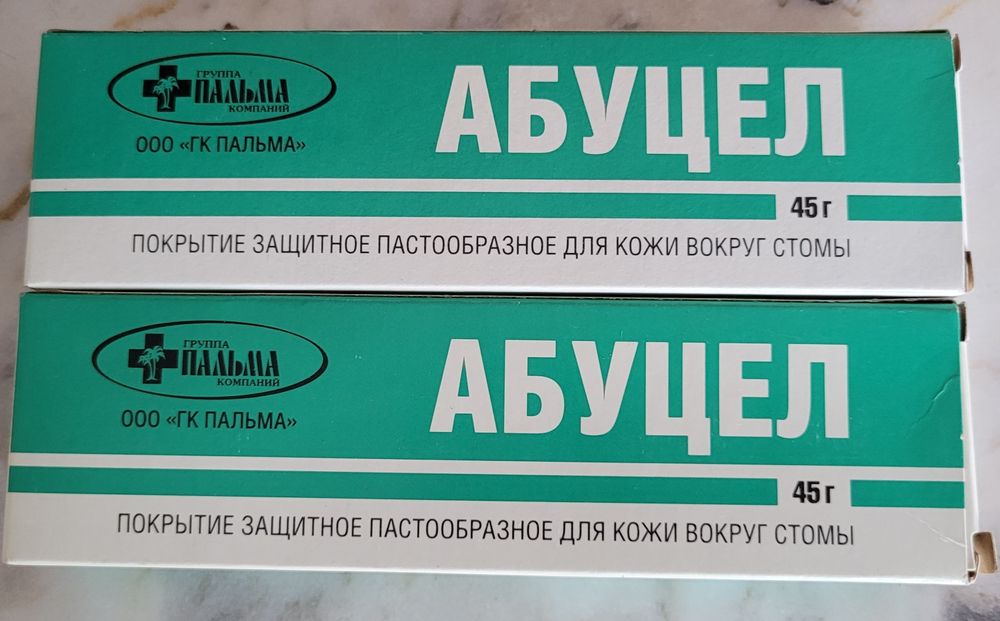 ГРУППА
ПАЛЬМА
КОМПАНИЙ
ООО «ГК ПАЛЬМА»
АБУЦЕЛ
45 г
ПОКРЫТИЕ ЗАЩИТНОЕ ПАСТООБРАЗНОЕ ДЛЯ КОЖИ ВОКРУГ СТОМЫ
ГРУППА
ПАЛЬМА
КОМПАНИЙ
ООО «ГК ПАЛЬМА»
АБУЦЕЛ
45 г
ПОКРЫТИЕ ЗАЩИТНОЕ ПАСТООБРАЗНОЕ ДЛЯ КОЖИ ВОКРУГ СТОМЫ